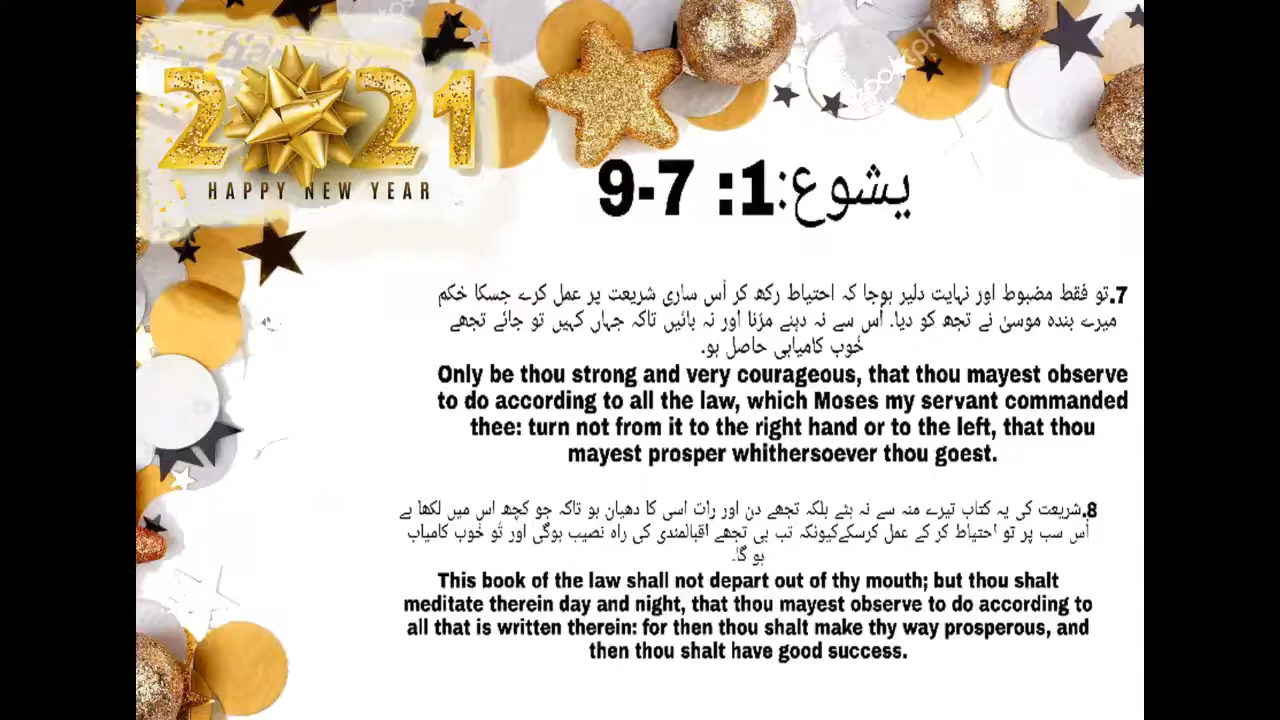 2021
HAPPY NEW YEAR
یشوع:1: 7-9
7.تو فقط مضبوط اور نہایت دلیر ہوجا کہ احتیاط رکھ کر اُس ساری شریعت پر عمل کرے جسکا حُکم
میرے بندہ موسیٰ نے تجھ کو دیا۔ اُس سے نہ دہنے مڑنا اور نہ بائیں تاکہ جہاں کہیں تو جائے تجھے
خُوب کامیابی حاصل ہو۔
Only be thou strong and very courageous, that thou mayest observe
to do according to all the law, which Moses my servant commanded
thee: turn not from it to the right hand or to the left, that thou
mayest prosper whithersoever thou goest.
8.شریعت کی یہ کتاب تیرے منہ سے نہ ہٹے بلکہ تجھے دن اور رات اسی کا دھیان ہو تاکہ جو کچھ اس میں لکھا ہے
اُس سب پر تو احتیاط کر کے عمل کرسکےکیونکہ تب ہی تجھے اقبالمندی کی راہ نصیب ہوگی اور تُو خُوب کامیاب
ہو گا۔
This book of the law shall not depart out of thy mouth; but thou shalt
meditate therein day and night, that thou mayest observe to do according to
all that is written therein: for then thou shalt make thy way prosperous, and
then thou shalt have good success.